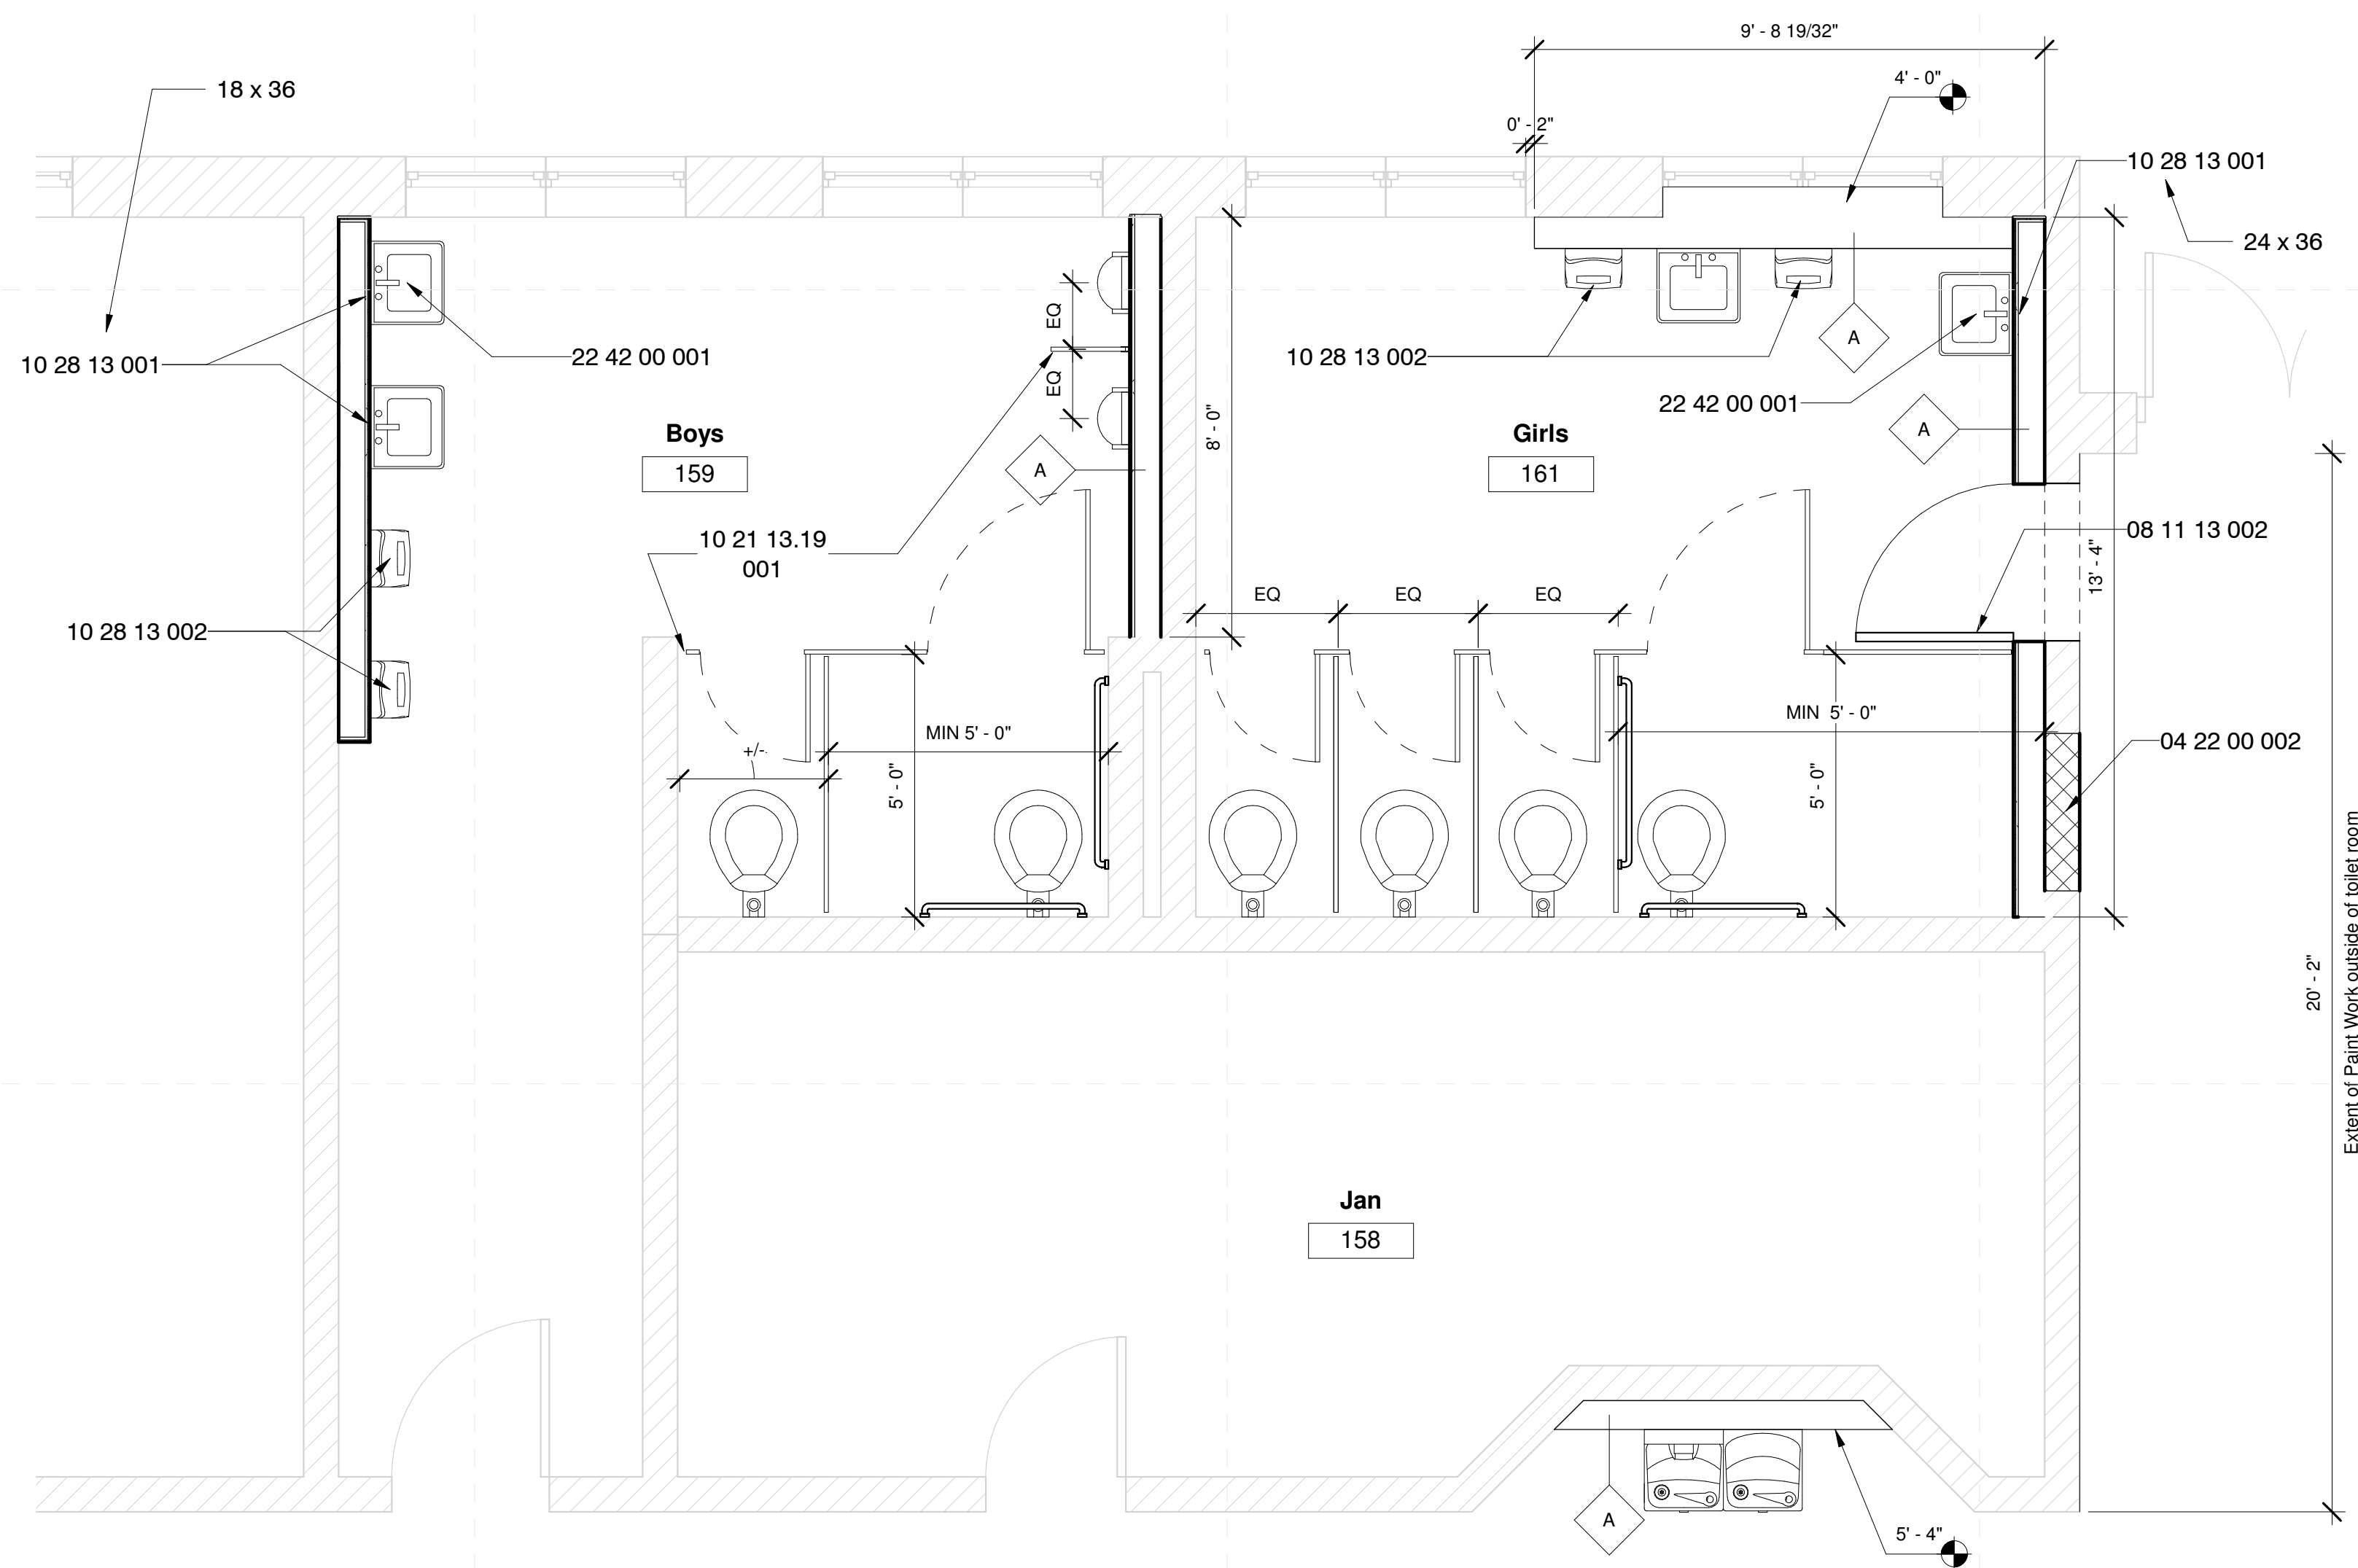 9' - 8 19/32"
4' - 0"
18 x 36
0' - 2"
10 28 13 001
24 x 36
EQ
EQ
10 28 13 001
22 42 00 001
10 28 13 002
A
22 42 00 001
8' - 0"
Boys
159
A
Girls
161
A
10 21 13.19
001
08 11 13 002
13' - 4"
EQ
EQ
EQ
10 28 13 002
MIN 5' - 0"
MIN 5' - 0"
+/-
5' - 0"
5' - 0"
04 22 00 002
20' - 2"
Extent of Paint Work outside of toilet room
Jan
158
A
5' - 4"